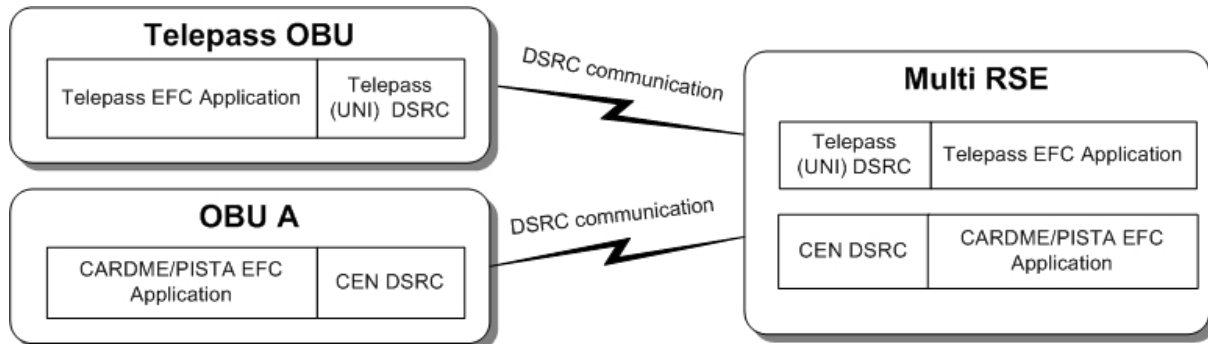 Telepass OBU
Telepass EFC Application
Telepass
(UNI) DSRC
DSRC communication
OBU A
CARDME/PISTA EFC
Application
CEN DSRC
DSRC communication
Multi RSE
Telepass
(UNI) DSRC
Telepass EFC Application
CEN DSRC
CARDME/PISTA EFC
Application